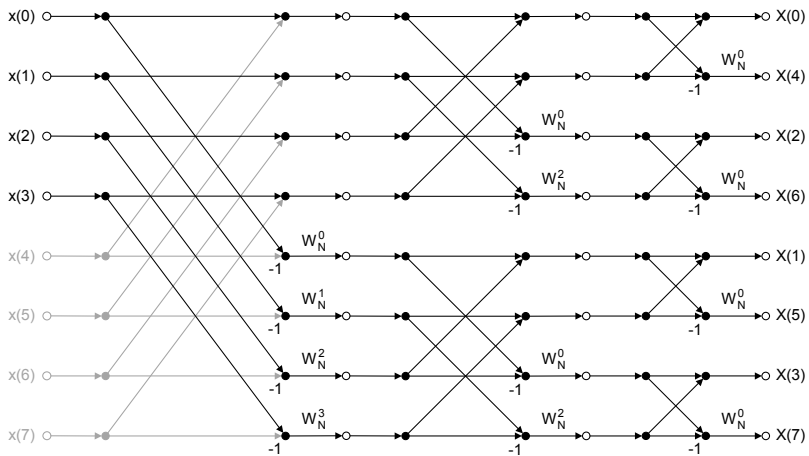 x(0) X(0)
W_N^0
x(1) -1 X(4)
W_N^0
x(2) -1 X(2)
W_N^2 W_N^0
x(3) -1 -1 X(6)
W_N^0
x(4) -1 X(1)
W_N^1 W_N^0
x(5) -1 -1 X(5)
W_N^2 W_N^0
x(6) -1 -1 X(3)
W_N^3 W_N^2 W_N^0
x(7) -1 -1 -1 X(7)